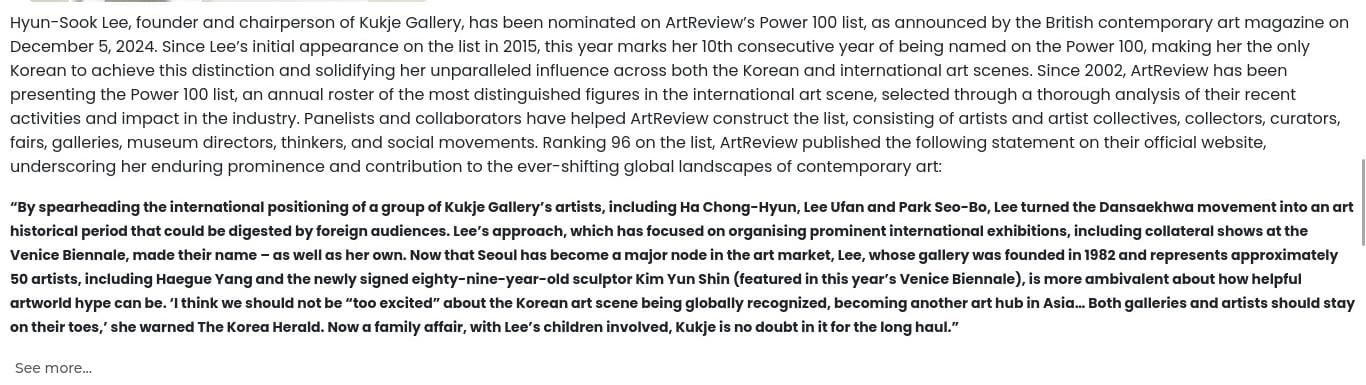 Hyun-Sook Lee, founder and chairperson of Kukje Gallery, has been nominated on ArtReview’s Power 100 list, as announced by the British contemporary art magazine on
December 5, 2024. Since Lee’s initial appearance on the list in 2015, this year marks her 10th consecutive year of being named on the Power 100, making her the only
Korean to achieve this distinction and solidifying her unparalleled influence across both the Korean and international art scenes. Since 2002, ArtReview has been
presenting the Power 100 list, an annual roster of the most distinguished figures in the international art scene, selected through a thorough analysis of their recent
activities and impact in the industry. Panelists and collaborators have helped ArtReview construct the list, consisting of artists and artist collectives, collectors, curators,
fairs, galleries, museum directors, thinkers, and social movements. Ranking 96 on the list, ArtReview published the following statement on their official website,
underscoring her enduring prominence and contribution to the ever-shifting global landscapes of contemporary art:
“By spearheading the international positioning of a group of Kukje Gallery’s artists, including Ha Chong-Hyun, Lee Ufan and Park Seo-Bo, Lee turned the Dansaekhwa movement into an art
historical period that could be digested by foreign audiences. Lee’s approach, which has focused on organising prominent international exhibitions, including collateral shows at the
Venice Biennale, made their name – as well as her own. Now that Seoul has become a major node in the art market, Lee, whose gallery was founded in 1982 and represents approximately
50 artists, including Haegue Yang and the newly signed eighty-nine-year-old sculptor Kim Yun Shin (featured in this year’s Venice Biennale), is more ambivalent about how helpful
artworld hype can be. ‘I think we should not be “too excited” about the Korean art scene being globally recognized, becoming another art hub in Asia… Both galleries and artists should stay
on their toes,’ she warned The Korea Herald. Now a family affair, with Lee’s children involved, Kukje is no doubt in it for the long haul.”
See more...